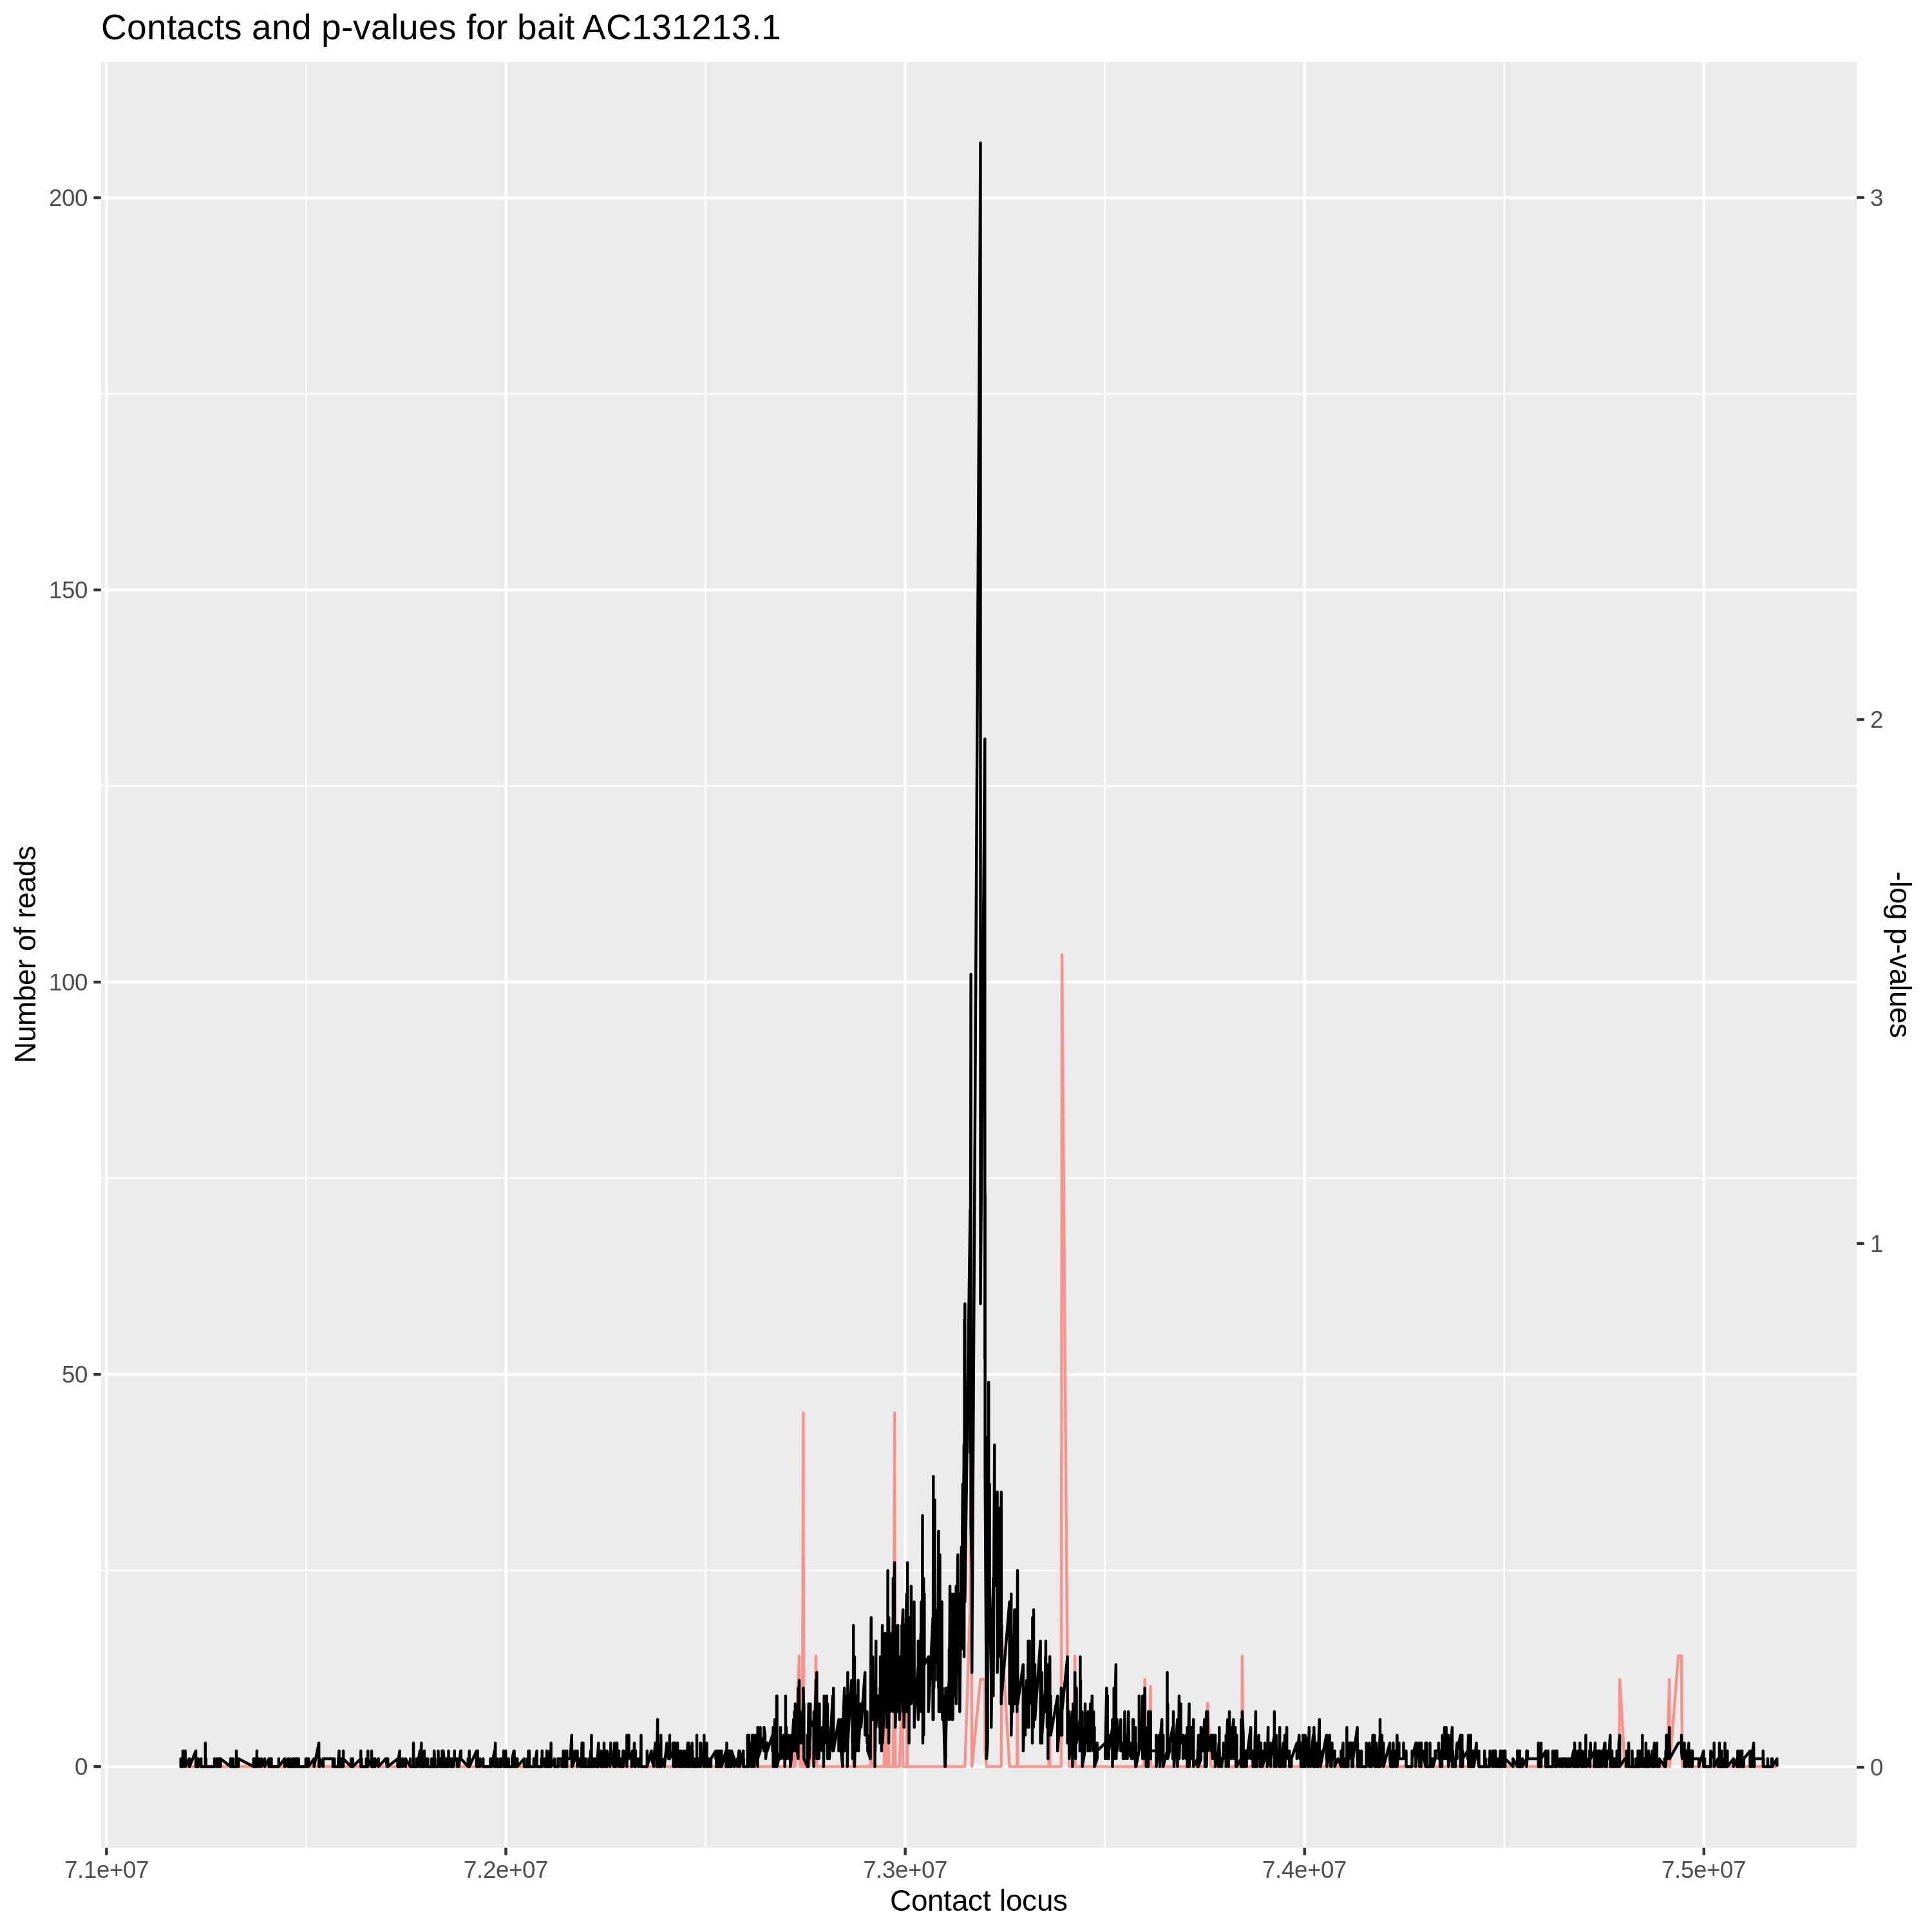 Contacts and p-values for bait AC131213.1
200
150
100
50
0
Number of reads
3
2
1
0
-log p-values
7.1e+07 7.2e+07 7.3e+07 7.4e+07 7.5e+07
Contact locus